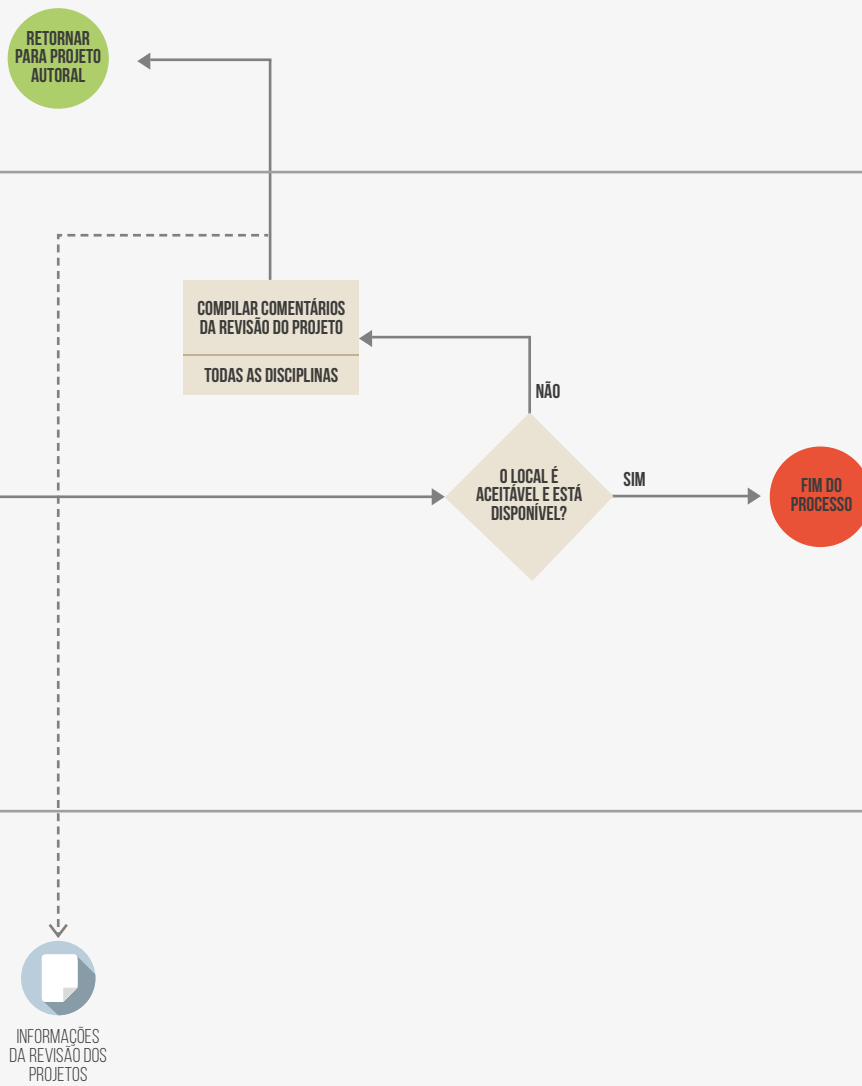 RETORNAR
PARA PROJETO
AUTORAL
COMPILAR COMENTÁRIOS
DA REVISÃO DO PROJETO
TODAS AS DISCIPLINAS
NÃO
O LOCAL É
ACEITÁVEL E ESTÁ
DISPONÍVEL?
SIM
FIM DO
PROCESSO
INFORMAÇÕES
DA REVISÃO DOS
PROJETOS